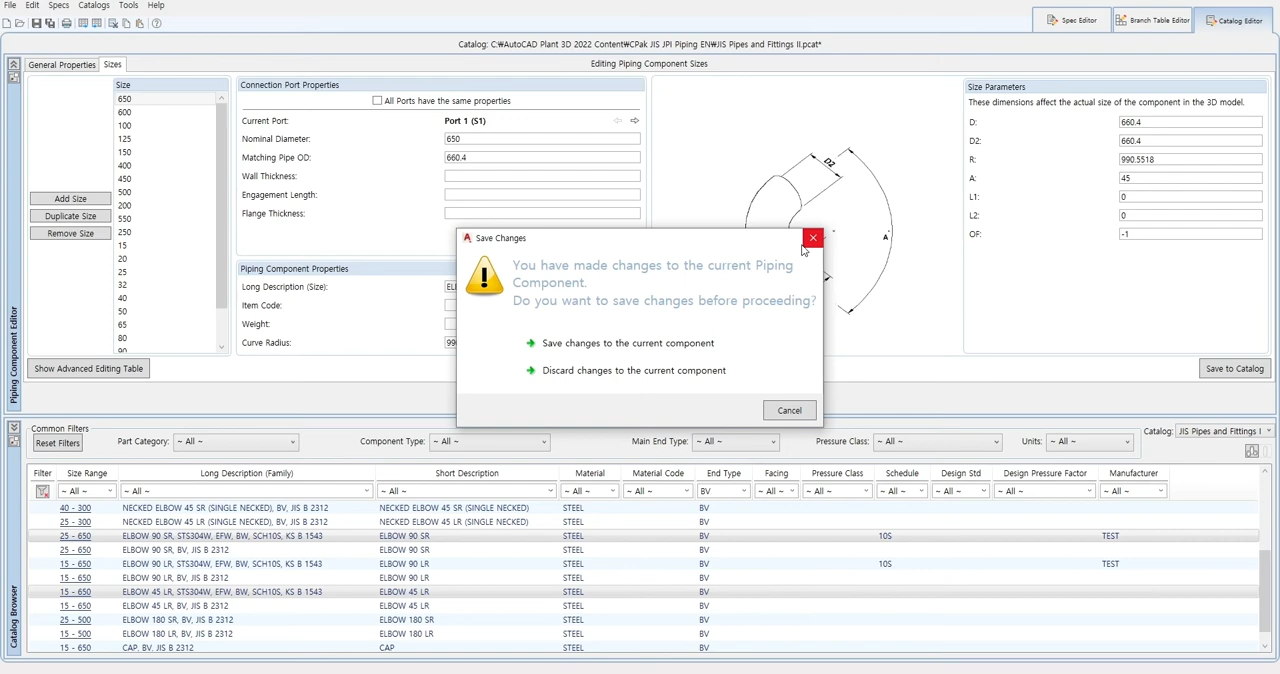 File Edit Specs Catalogs Tools Help
Spec Editor Branch Table Editor Catalog Editor
Catalog: C:₩AutoCAD Plant 3D 2022 Content₩CPak JIS JPI Piping EN₩JIS Pipes and Fittings II.pcat*
General Properties Sizes Editing Piping Component Sizes
Size
650
600
100
125
150
400
450
500
200
550
250
15
20
25
32
40
50
65
80
90
Add Size
Duplicate Size
Remove Size
Connection Port Properties
All Ports have the same properties
Current Port: Port 1 (S1)
Nominal Diameter: 650
Matching Pipe OD: 660.4
Wall Thickness:
Engagement Length:
Flange Thickness:
Piping Component Properties
Long Description (Size):
Item Code:
Weight:
Curve Radius: 99
D2
A
Size Parameters
These dimensions affect the actual size of the component in the 3D model.
D: 660.4
D2: 660.4
R: 990.5518
A: 45
L1: 0
L2: 0
OF: -1
Save Changes
You have made changes to the current Piping
Component.
Do you want to save changes before proceeding?
Save changes to the current component
Discard changes to the current component
Cancel
Show Advanced Editing Table Save to Catalog
Piping Component Editor
Common Filters
Catalog: JIS Pipes and Fittings I
Reset Filters Part Category: ~ All ~ Component Type: ~ All ~ Main End Type: ~ All ~ Pressure Class: ~ All ~ Units: ~ All ~
Filter Size Range Long Description (Family) Short Description Material Material Code End Type Facing Pressure Class Schedule Design Std Design Pressure Factor Manufacturer
~ All ~ ~ All ~ ~ All ~ ~ All ~ ~ All ~ BV ~ All ~ ~ All ~ ~ All ~ ~ All ~ ~ All ~ ~ All ~
40 - 300 NECKED ELBOW 45 SR (SINGLE NECKED), BV, JIS B 2312 NECKED ELBOW 45 SR (SINGLE NECKED) STEEL BV
25 - 300 NECKED ELBOW 45 LR (SINGLE NECKED), BV, JIS B 2312 NECKED ELBOW 45 LR (SINGLE NECKED) STEEL BV
25 - 650 ELBOW 90 SR, STS304W, EFW, BW, SCH10S, KS B 1543 ELBOW 90 SR STEEL BV 10S TEST
25 - 650 ELBOW 90 SR, BV, JIS B 2312 ELBOW 90 SR STEEL BV
15 - 650 ELBOW 90 LR, STS304W, EFW, BW, SCH10S, KS B 1543 ELBOW 90 LR STEEL BV 10S TEST
15 - 650 ELBOW 90 LR, BV, JIS B 2312 ELBOW 90 LR STEEL BV
15 - 650 ELBOW 45 LR, STS304W, EFW, BW, SCH10S, KS B 1543 ELBOW 45 LR STEEL BV
15 - 650 ELBOW 45 LR, BV, JIS B 2312 ELBOW 45 LR STEEL BV
25 - 500 ELBOW 180 SR, BV, JIS B 2312 ELBOW 180 SR STEEL BV
15 - 500 ELBOW 180 LR, BV, JIS B 2312 ELBOW 180 LR STEEL BV
15 - 650 CAP, BV, JIS B 2312 CAP STEEL BV
Catalog Browser